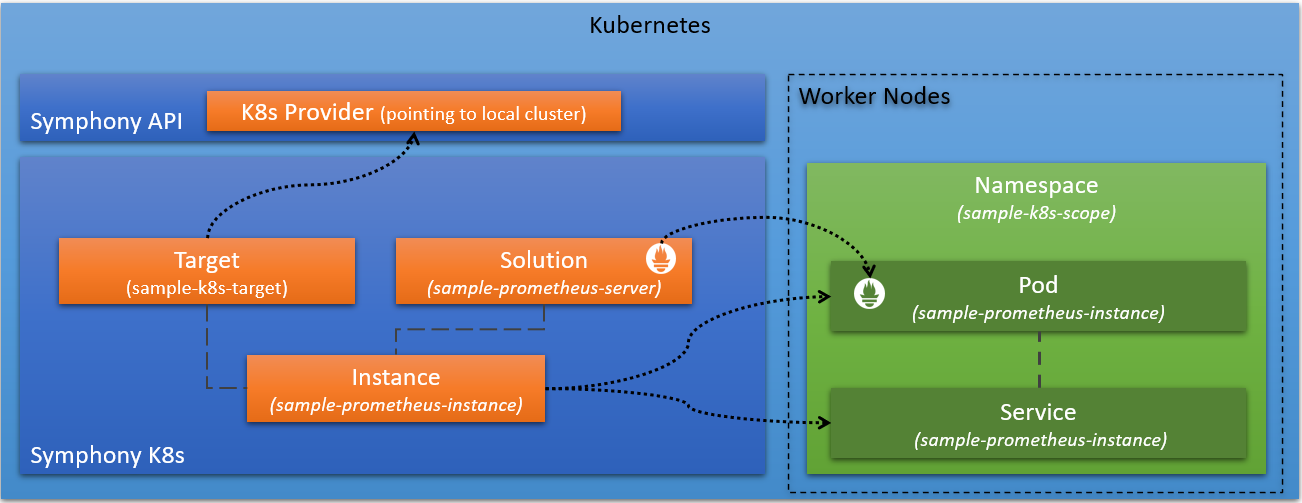 Kubernetes
Symphony API
K8s Provider (pointing to local cluster)
Worker Nodes
Namespace
(sample-k8s-scope)
Target
(sample-k8s-target)
Solution
(sample-prometheus-server)
Pod
(sample-prometheus-instance)
Instance
(sample-prometheus-instance)
Service
(sample-prometheus-instance)
Symphony K8s